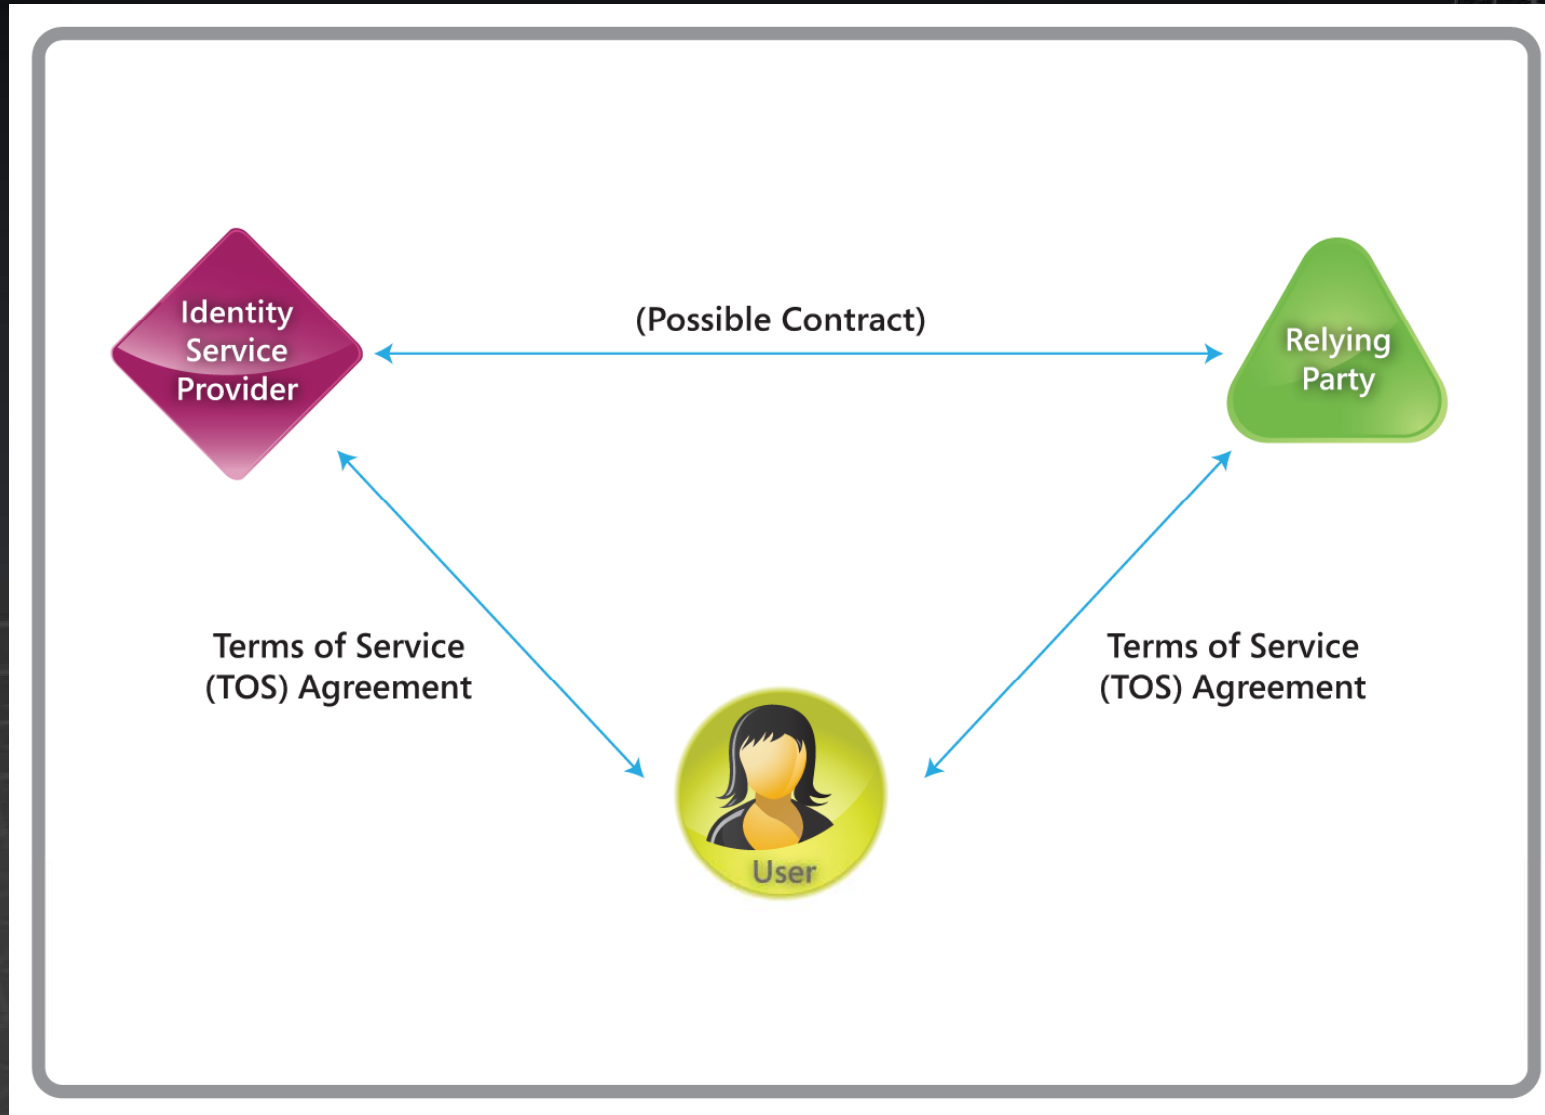 Identity
Service
Provider
(Possible Contract)
Relying
Party
Terms of Service
(TOS) Agreement
Terms of Service
(TOS) Agreement
User